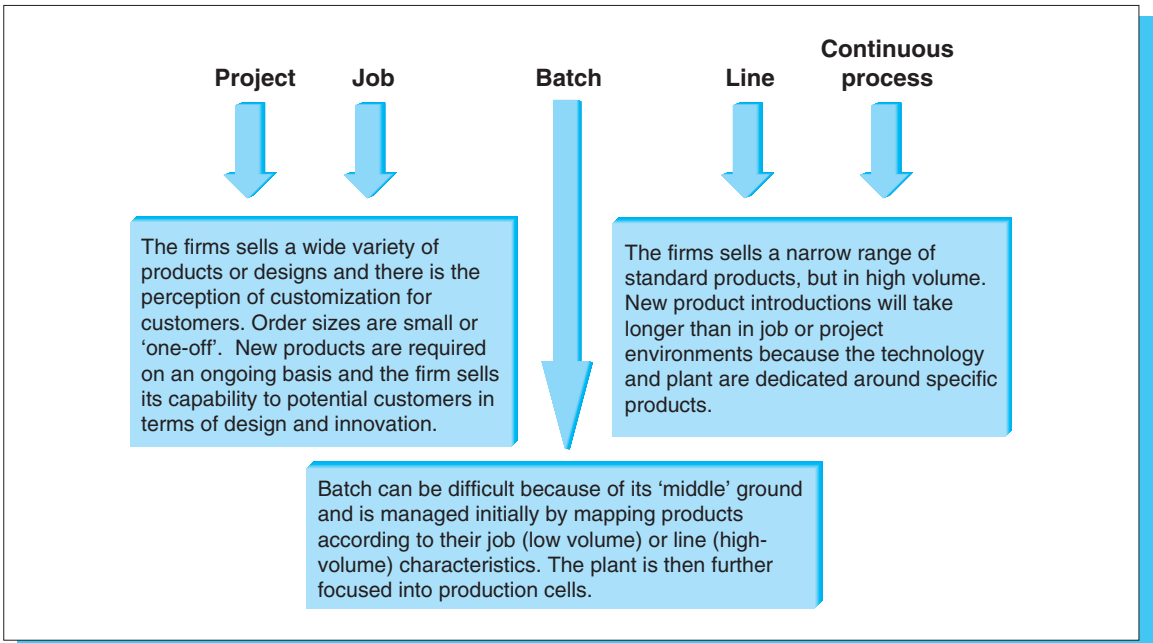 Project
Job
Batch
Line
Continuous
process
The firms sells a wide variety of
products or designs and there is the
perception of customization for
customers. Order sizes are small or
‘one-off’. New products are required
on an ongoing basis and the firm sells
its capability to potential customers in
terms of design and innovation.
The firms sells a narrow range of
standard products, but in high volume.
New product introductions will take
longer than in job or project
environments because the technology
and plant are dedicated around specific
products.
Batch can be difficult because of its ‘middle’ ground
and is managed initially by mapping products
according to their job (low volume) or line (high-
volume) characteristics. The plant is then further
focused into production cells.